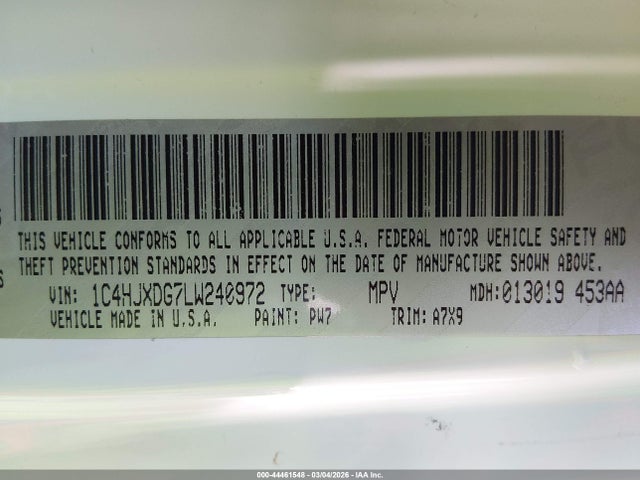 S
THIS VEHICLE CONFORMS TO ALL APPLICABLE U.S.A. FEDERAL MOTOR VEHICLE SAFETY AND
THEFT PREVENTION STANDARDS IN EFFECT ON THE DATE OF MANUFACTURE SHOWN ABOVE.
S
VIN: 1C4HJXDG7LW240972 TYPE: MPV MDH:013019 453AA
VEHICLE MADE IN U.S.A. PAINT: PW7 TRIM: A7X9
000-44461548 - 03/04/2026 - IAA Inc.